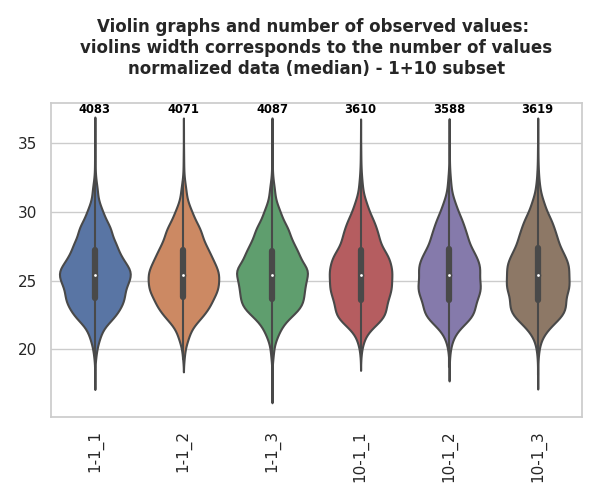 Violin graphs and number of observed values:
violins width corresponds to the number of values
normalized data (median) - 1+10 subset
4083 4071 4087 3610 3588 3619
35
30
25
20
1-1_1 1-1_2 1-1_3 10-1_1 10-1_2 10-1_3